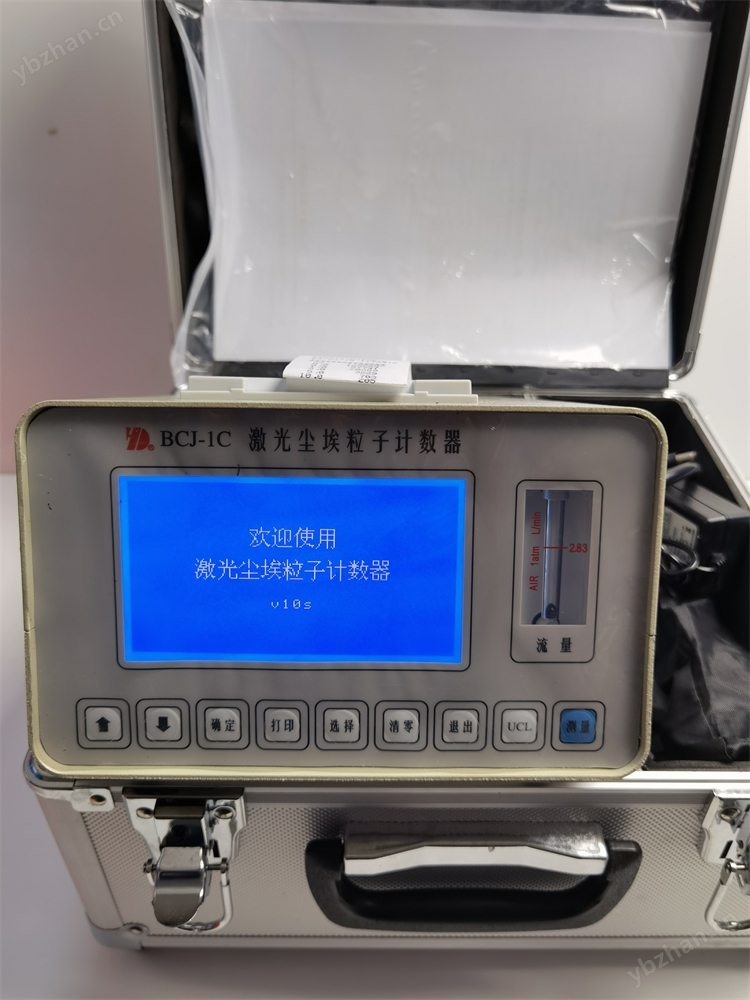 ybzhan.cn
BCJ-1C 激光尘埃粒子计数器
欢迎使用
激光尘埃粒子计数器
v10s
AIR 1atm L/min
2.83
流量
确定 打印 选择 清零 退出 UCL 测量
ybzhan.cn